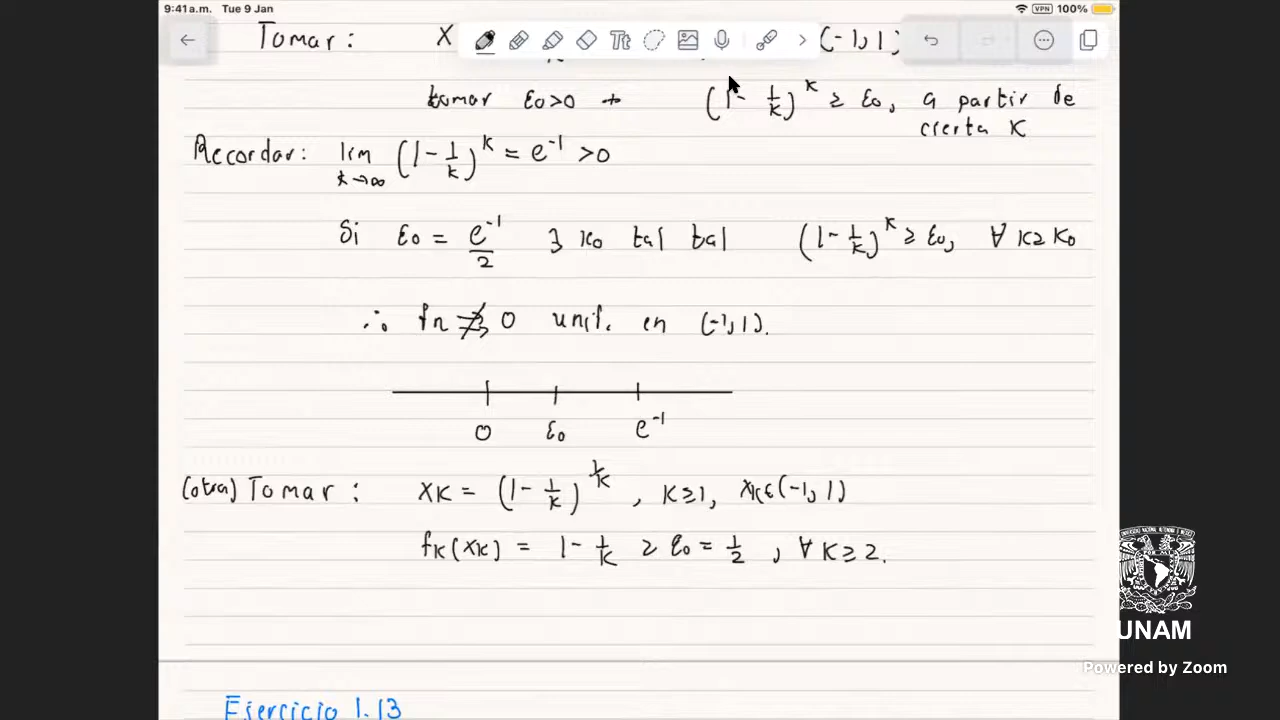 9:41 a.m. Tue 9 Jan
VPN 100%
Tomar: X (-1,1)
tomar ε₀>0 + (1-1/k)^k ≥ ε₀, a partir de
cierta K
Recordar: lim k→∞ (1-1/k)^k = e^-1 >0
Si ε₀ = e^-1/2 ∃ k₀ tal tal (1-1/k)^k ≥ ε₀, ∀ k≥k₀
∴ fn ⇉̸ 0 unif. en (-1,1).
0 ε₀ e^-1
(otra) Tomar: xk = (1-1/k)^1/k, k≥1, xk∈(-1,1)
fk(xk) = 1-1/k ≥ ε₀ = 1/2, ∀ k≥2.
Ejercicio 1.13
UNAM
Powered by Zoom